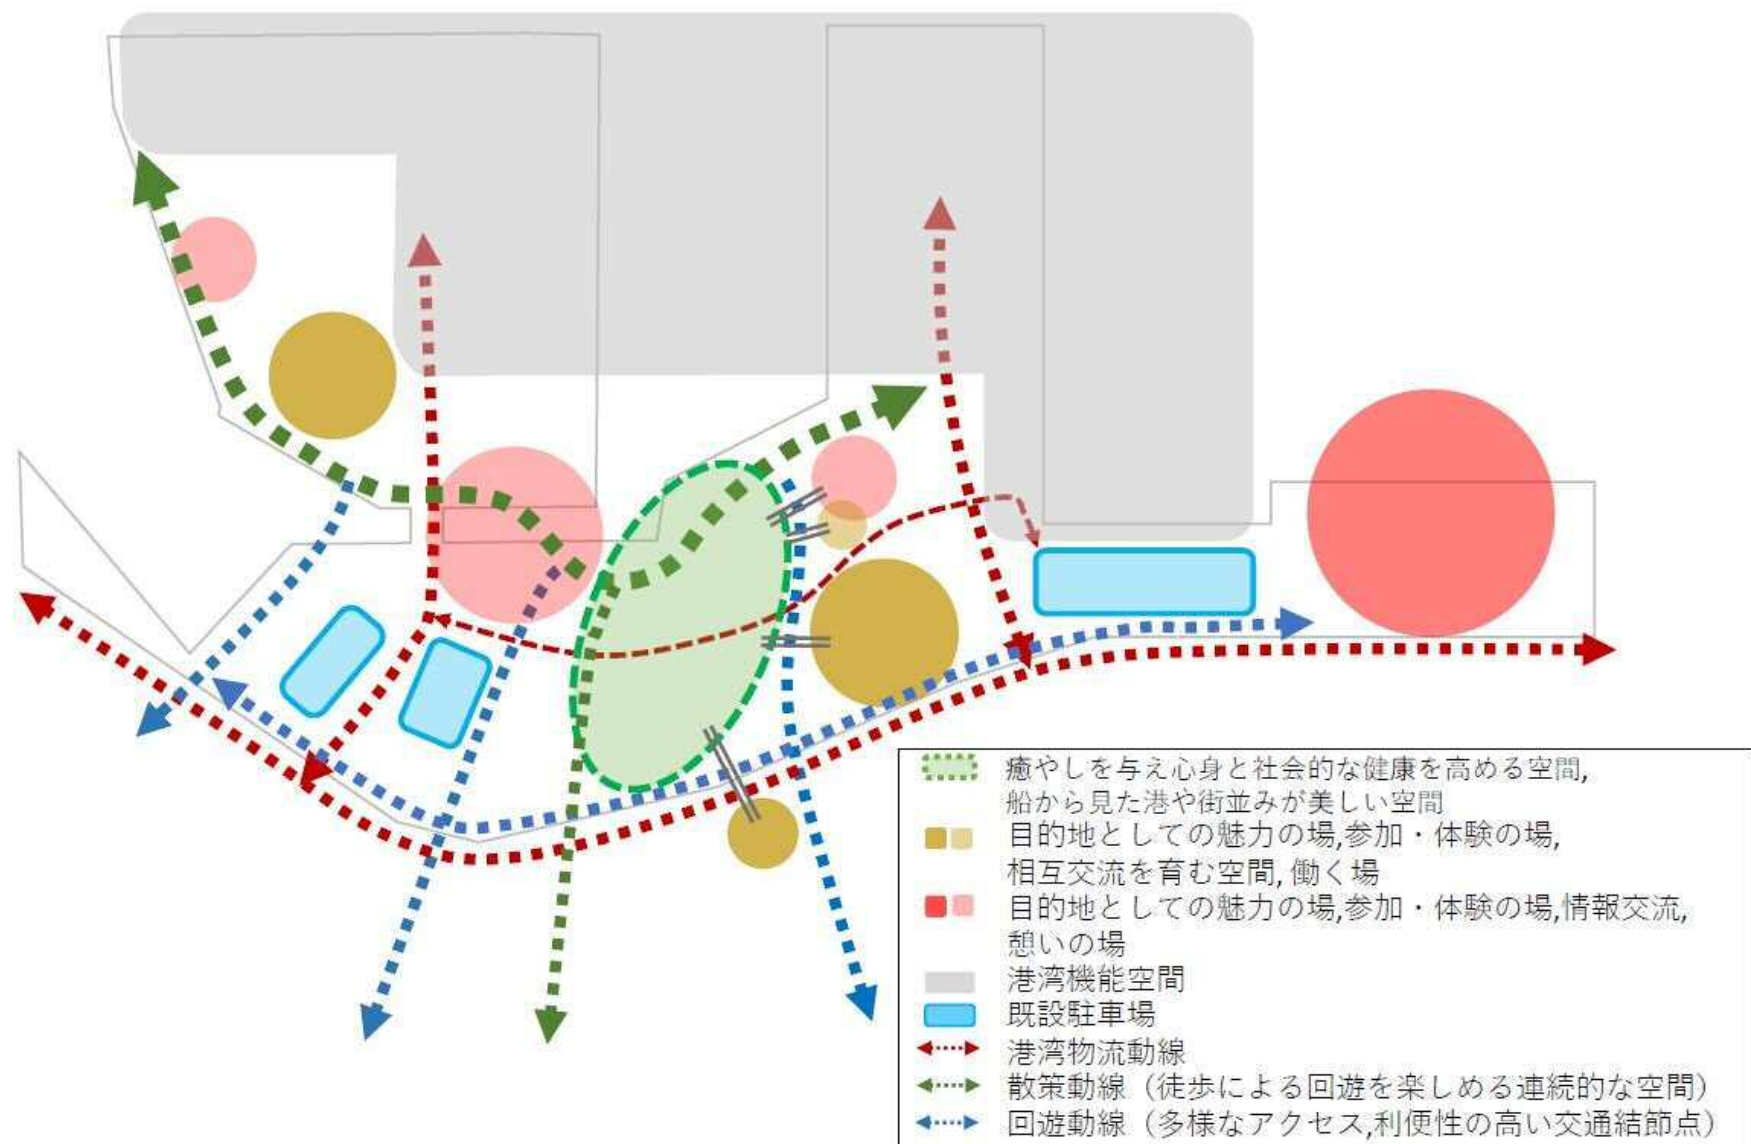 癒やしを与え心身と社会的な健康を高める空間,
船から見た港や街並みが美しい空間
目的地としての魅力の場,参加・体験の場,
相互交流を育む空間, 働く場
目的地としての魅力の場,参加・体験の場,情報交流,
憩いの場
港湾機能空間
既設駐車場
港湾物流動線
散策動線（徒歩による回遊を楽しめる連続的な空間）
回遊動線（多様なアクセス,利便性の高い交通結節点）